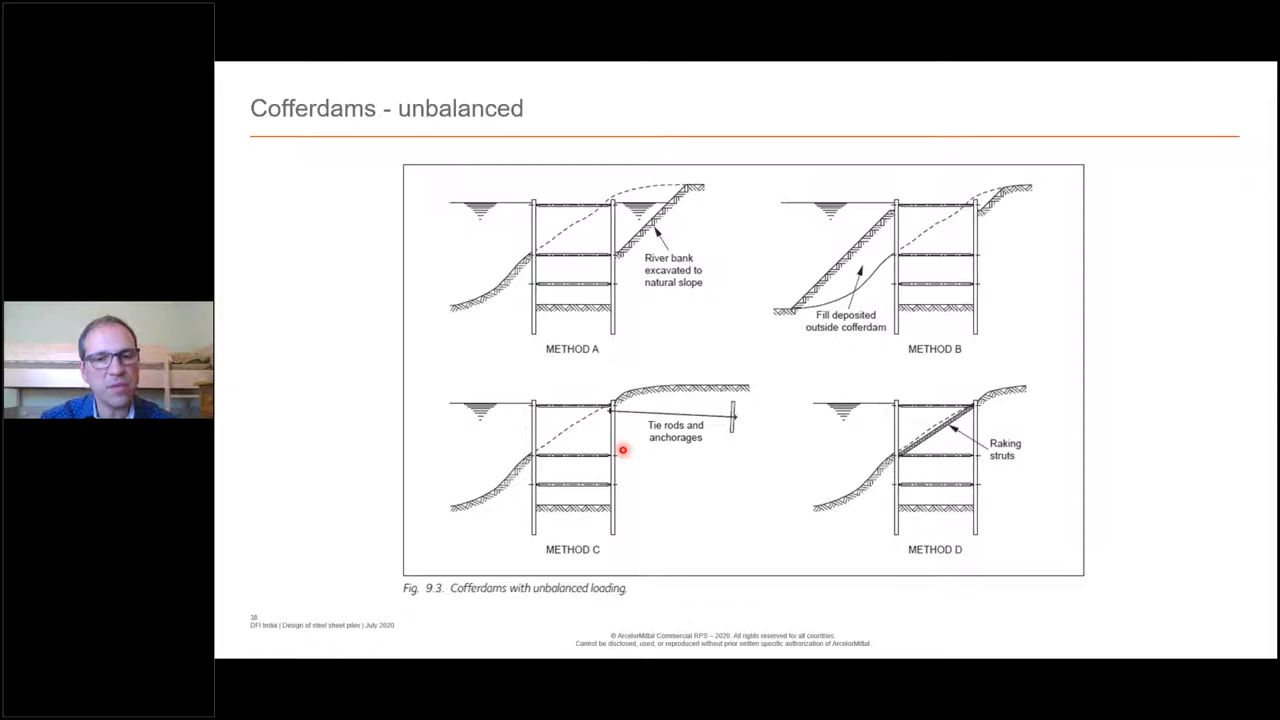 Cofferdams - unbalanced
River bank
excavated to
natural slope
METHOD A
Fill deposited
outside cofferdam
METHOD B
Tie rods and
anchorages
METHOD C
Raking
struts
METHOD D
Fig. 9.3. Cofferdams with unbalanced loading.
38
DFI India | Design of steel sheet piles | July 2020
© ArcelorMittal Commercial RPS – 2020. All rights reserved for all countries.
Cannot be disclosed, used, or reproduced without prior written specific authorization of ArcelorMittal